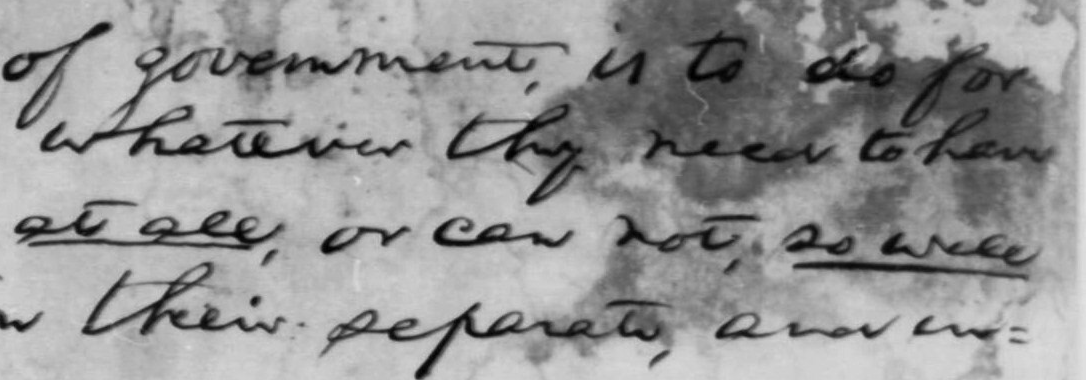 of government, is to do for
whatever they need to have
at all, or can not, so well
their separate, and in=